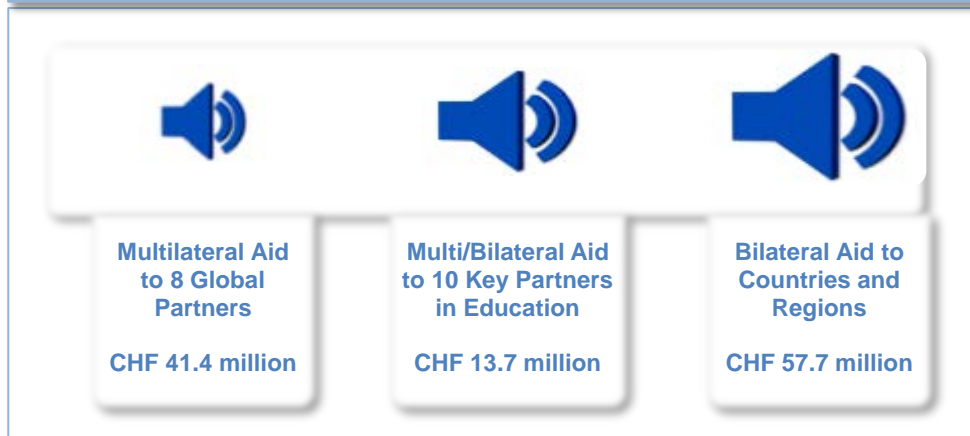 Multilateral Aid
to 8 Global
Partners
CHF 41.4 million
Multi/Bilateral Aid
to 10 Key Partners
in Education
CHF 13.7 million
Bilateral Aid to
Countries and
Regions
CHF 57.7 million